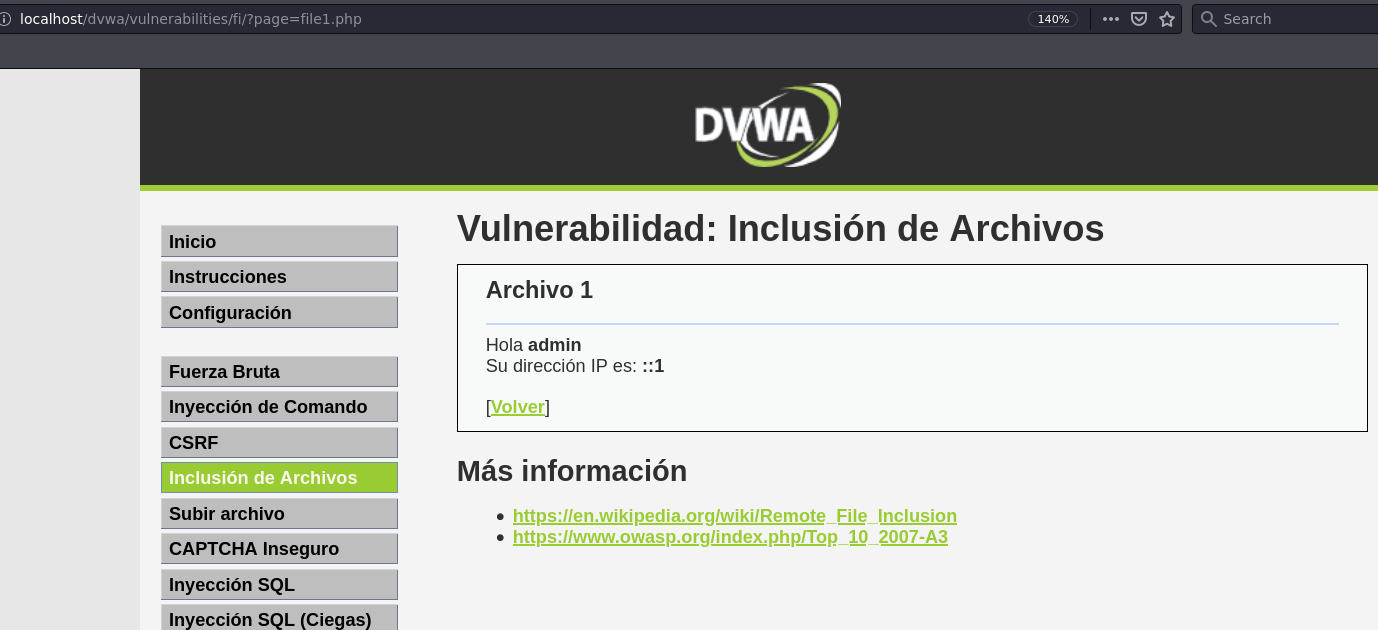 localhost/dvwa/vulnerabilities/fi/?page=file1.php
140%
Search
DVWA
Inicio
Instrucciones
Configuración
Fuerza Bruta
Inyección de Comando
CSRF
Inclusión de Archivos
Subir archivo
CAPTCHA Inseguro
Inyección SQL
Inyección SQL (Ciegas)
Vulnerabilidad: Inclusión de Archivos
Archivo 1
Hola admin
Su dirección IP es: ::1
[Volver]
Más información
https://en.wikipedia.org/wiki/Remote_File_Inclusion
https://www.owasp.org/index.php/Top_10_2007-A3